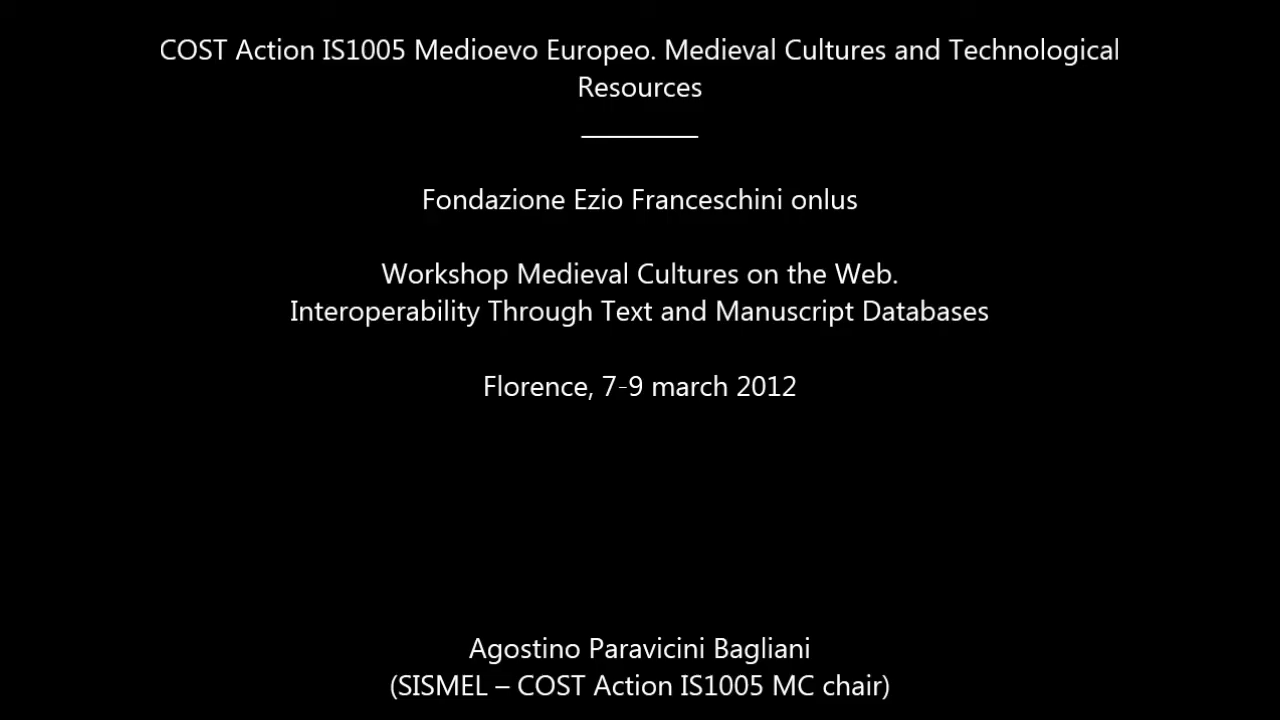 COST Action IS1005 Medioevo Europeo. Medieval Cultures and Technological
Resources
Fondazione Ezio Franceschini onlus
Workshop Medieval Cultures on the Web.
Interoperability Through Text and Manuscript Databases
Florence, 7-9 march 2012
Agostino Paravicini Bagliani
(SISMEL – COST Action IS1005 MC chair)